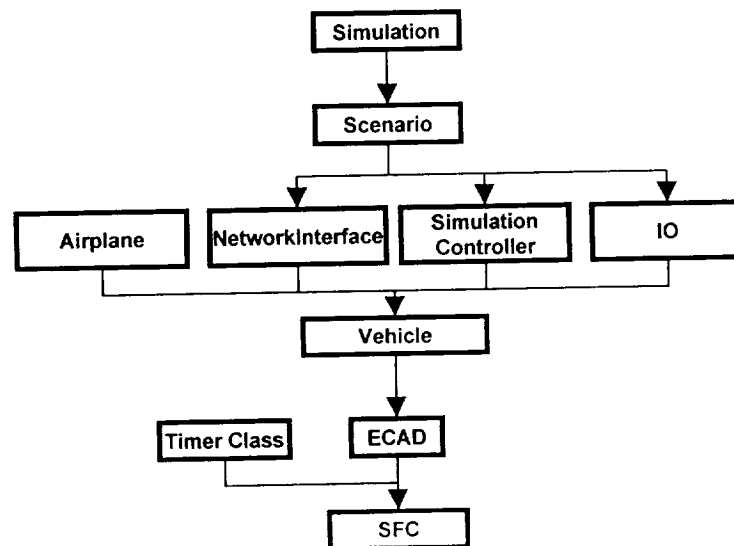 Simulation
Scenario
Airplane
NetworkInterface
Simulation
Controller
IO
Vehicle
Timer Class
ECAD
SFC